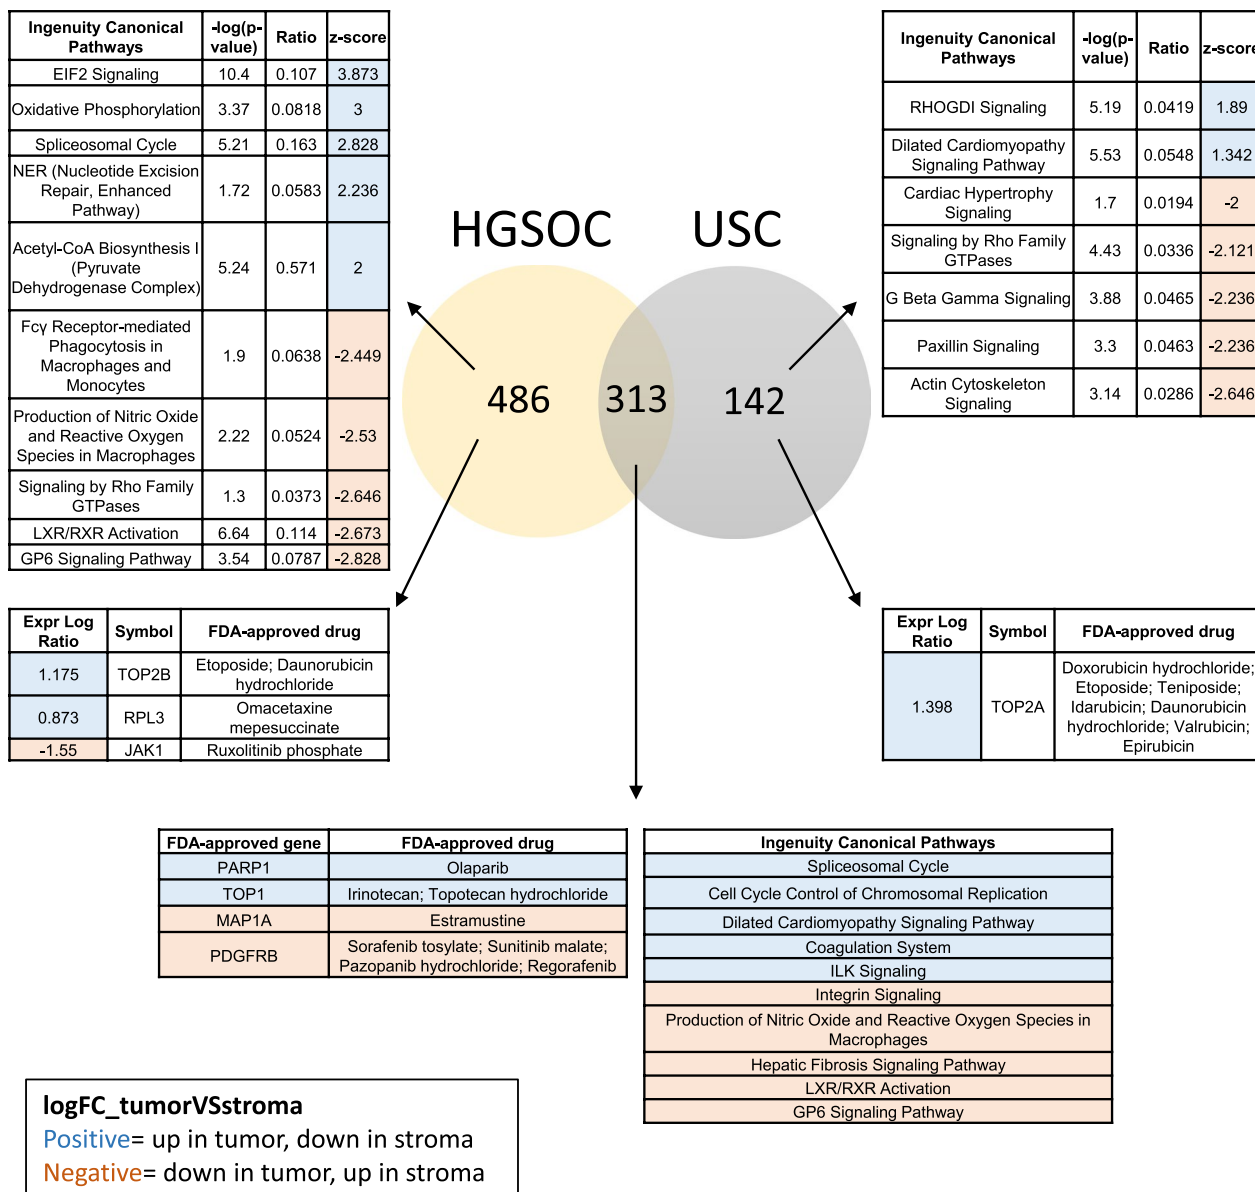 Ingenuity Canonical Pathways -log(p-value) Ratio z-score
EIF2 Signaling 10.4 0.107 3.873
Oxidative Phosphorylation 3.37 0.0818 3
Spliceosomal Cycle 5.21 0.163 2.828
NER (Nucleotide Excision Repair, Enhanced Pathway) 1.72 0.0583 2.236
Acetyl-CoA Biosynthesis I (Pyruvate Dehydrogenase Complex) 5.24 0.571 2
Fcγ Receptor-mediated Phagocytosis in Macrophages and Monocytes 1.9 0.0638 -2.449
Production of Nitric Oxide and Reactive Oxygen Species in Macrophages 2.22 0.0524 -2.53
Signaling by Rho Family GTPases 1.3 0.0373 -2.646
LXR/RXR Activation 6.64 0.114 -2.673
GP6 Signaling Pathway 3.54 0.0787 -2.828
Ingenuity Canonical Pathways -log(p-value) Ratio z-score
RHOGDI Signaling 5.19 0.0419 1.89
Dilated Cardiomyopathy Signaling Pathway 5.53 0.0548 1.342
Cardiac Hypertrophy Signaling 1.7 0.0194 -2
Signaling by Rho Family GTPases 4.43 0.0336 -2.121
G Beta Gamma Signaling 3.88 0.0465 -2.236
Paxillin Signaling 3.3 0.0463 -2.236
Actin Cytoskeleton Signaling 3.14 0.0286 -2.646
HGSOC USC
486 313 142
Expr Log Ratio Symbol FDA-approved drug
1.175 TOP2B Etoposide; Daunorubicin hydrochloride
0.873 RPL3 Omacetaxine mepesuccinate
-1.55 JAK1 Ruxolitinib phosphate
Expr Log Ratio Symbol FDA-approved drug
1.398 TOP2A Doxorubicin hydrochloride; Etoposide; Teniposide; Idarubicin; Daunorubicin hydrochloride; Valrubicin; Epirubicin
FDA-approved gene FDA-approved drug
PARP1 Olaparib
TOP1 Irinotecan; Topotecan hydrochloride
MAP1A Estramustine
PDGFRB Sorafenib tosylate; Sunitinib malate; Pazopanib hydrochloride; Regorafenib
Ingenuity Canonical Pathways
Spliceosomal Cycle
Cell Cycle Control of Chromosomal Replication
Dilated Cardiomyopathy Signaling Pathway
Coagulation System
ILK Signaling
Integrin Signaling
Production of Nitric Oxide and Reactive Oxygen Species in Macrophages
Hepatic Fibrosis Signaling Pathway
LXR/RXR Activation
GP6 Signaling Pathway
logFC_tumorVSstroma
Positive= up in tumor, down in stroma
Negative= down in tumor, up in stroma